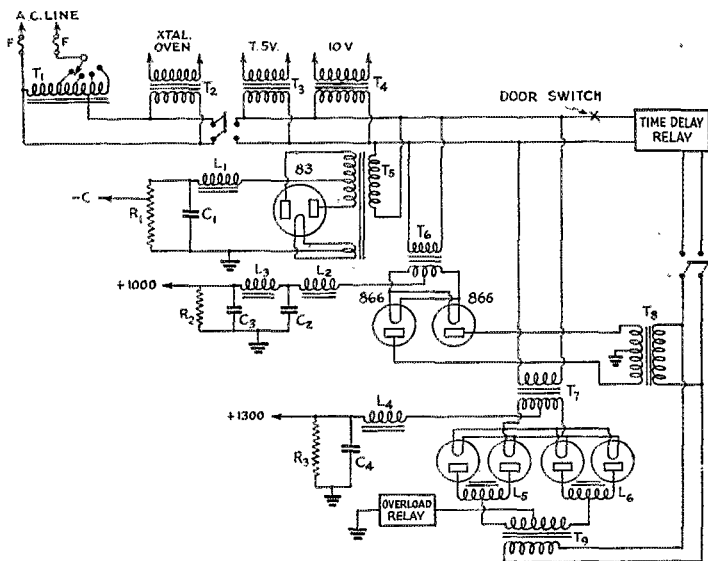 A.C. LINE
F
F
T1
XTAL. OVEN
T2
7.5V.
T3
10 V
T4
DOOR SWITCH
TIME DELAY RELAY
L1
83
T5
-C
R1
C1
T6
+1000
L3
L2
866
866
R2
C3
C2
T8
T7
+1300
L4
R3
C4
L5
L6
OVERLOAD RELAY
T9